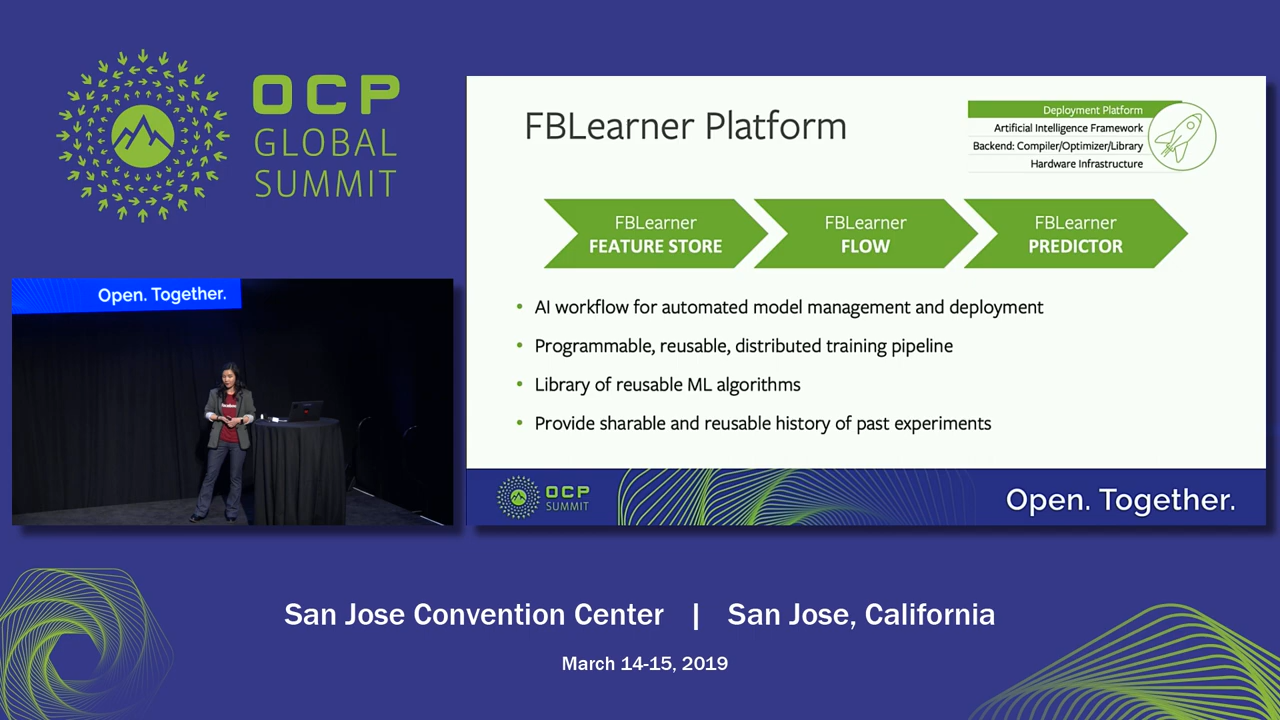 OCP
GLOBAL
SUMMIT
Open. Together.
FBLearner Platform
Deployment Platform
Artificial Intelligence Framework
Backend: Compiler/Optimizer/Library
Hardware Infrastructure
FBLearner
FEATURE STORE
FBLearner
FLOW
FBLearner
PREDICTOR
• AI workflow for automated model management and deployment
• Programmable, reusable, distributed training pipeline
• Library of reusable ML algorithms
• Provide sharable and reusable history of past experiments
OCP
SUMMIT
Open. Together.
San Jose Convention Center | San Jose, California
March 14-15, 2019